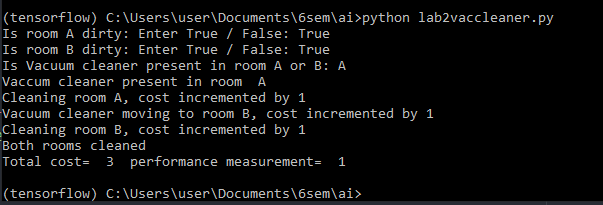 (tensorflow) C:\Users\user\Documents\6sem\ai>python lab2vaccleaner.py
Is room A dirty: Enter True / False: True
Is room B dirty: Enter True / False: True
Is Vacuum cleaner present in room A or B: A
Vaccum cleaner present in room  A
Cleaning room A, cost incremented by 1
Vacuum cleaner moving to room B, cost incremented by 1
Cleaning room B, cost incremented by 1
Both rooms cleaned
Total cost=  3  performance measurement=  1
(tensorflow) C:\Users\user\Documents\6sem\ai>